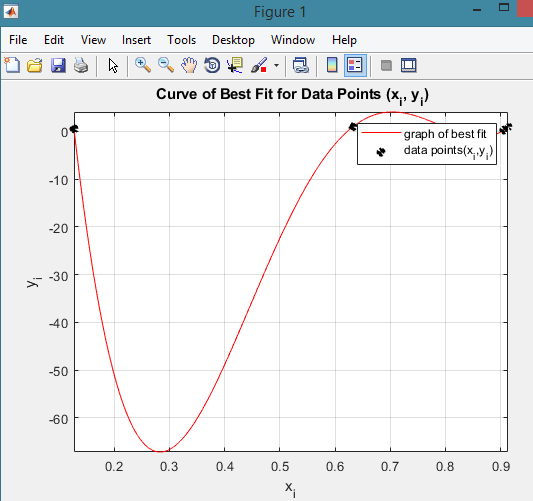 Figure 1
File Edit View Insert Tools Desktop Window Help
Curve of Best Fit for Data Points (xi, yi)
graph of best fit
data points(xi,yi)
0
-10
-20
-30
-40
-50
-60
yi
0.2 0.3 0.4 0.5 0.6 0.7 0.8 0.9
xi